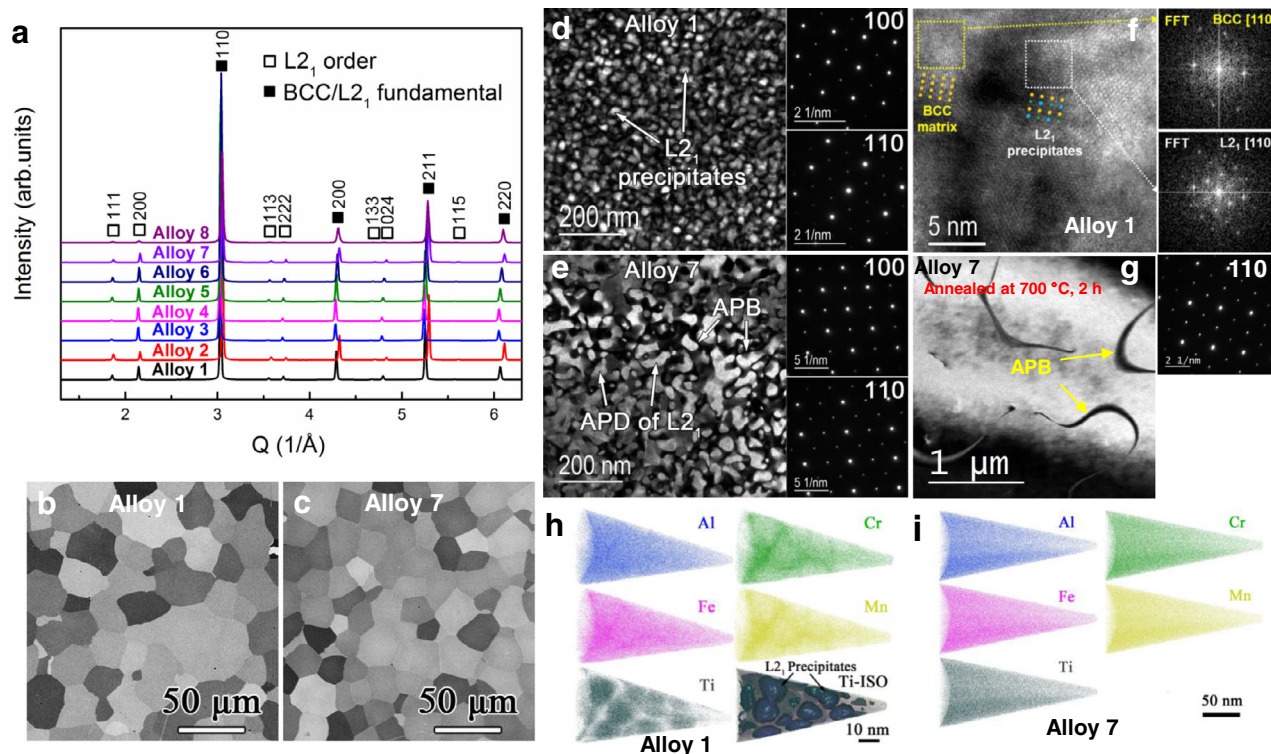 a
Intensity (arb.units)
110
□ L2₁ order
■ BCC/L2₁ fundamental
111
200
113
222
200
133
024
211
115
220
Alloy 8
Alloy 7
Alloy 6
Alloy 5
Alloy 4
Alloy 3
Alloy 2
Alloy 1
2 3 4 5 6
Q (1/Å)
b
Alloy 1
50 μm
c
Alloy 7
50 μm
d
Alloy 1
L2₁
precipitates
200 nm
100
2 1/nm
110
2 1/nm
e
Alloy 7
APB
APD of L2₁
200 nm
100
5 1/nm
110
5 1/nm
f
BCC
matrix
L2₁
precipitates
5 nm
Alloy 1
FFT BCC [110]
FFT L2₁ [110]
g
Alloy 7
Annealed at 700 °C, 2 h
APB
1 μm
110
2 1/nm
h
Al
Cr
Fe
Mn
Ti
L2₁ Precipitates
Ti-ISO
10 nm
Alloy 1
i
Al
Cr
Fe
Mn
Ti
50 nm
Alloy 7